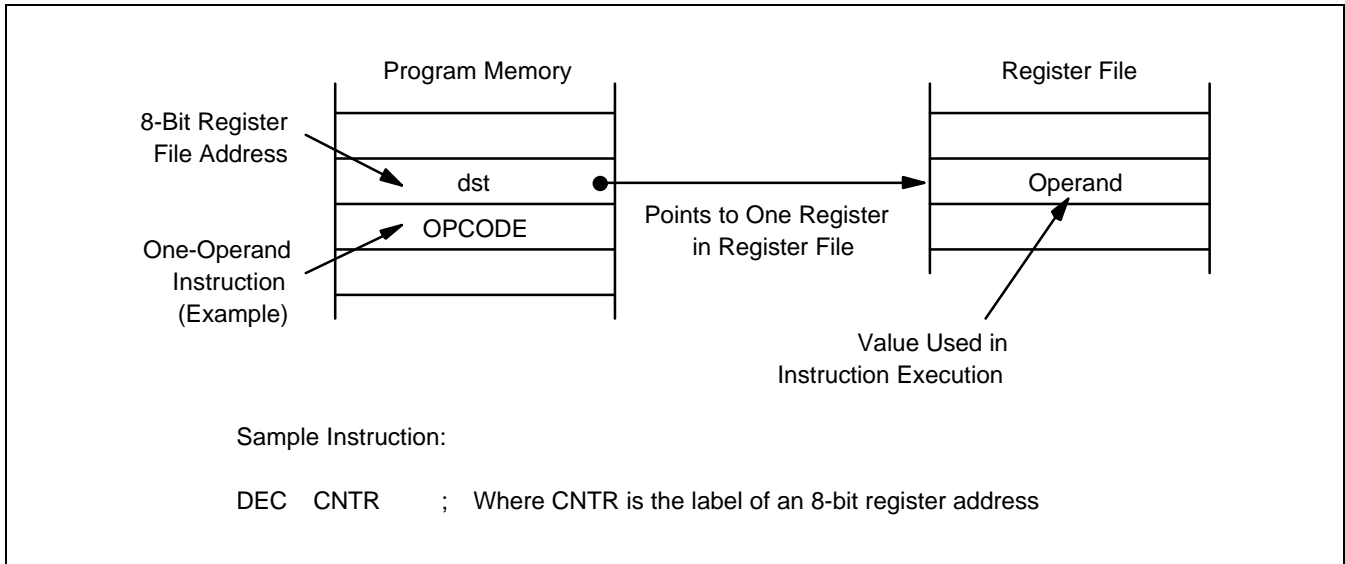 Program Memory
Register File
8-Bit Register
File Address
dst
Operand
OPCODE
Points to One Register
in Register File
One-Operand
Instruction
(Example)
Value Used in
Instruction Execution
Sample Instruction:
DEC CNTR ; Where CNTR is the label of an 8-bit register address